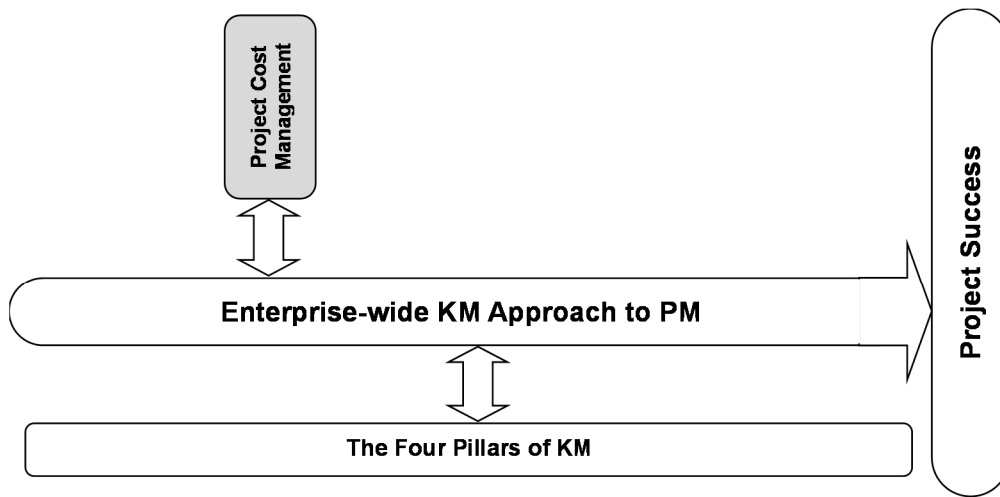 Project Cost
Management
Enterprise-wide KM Approach to PM
The Four Pillars of KM
Project Success